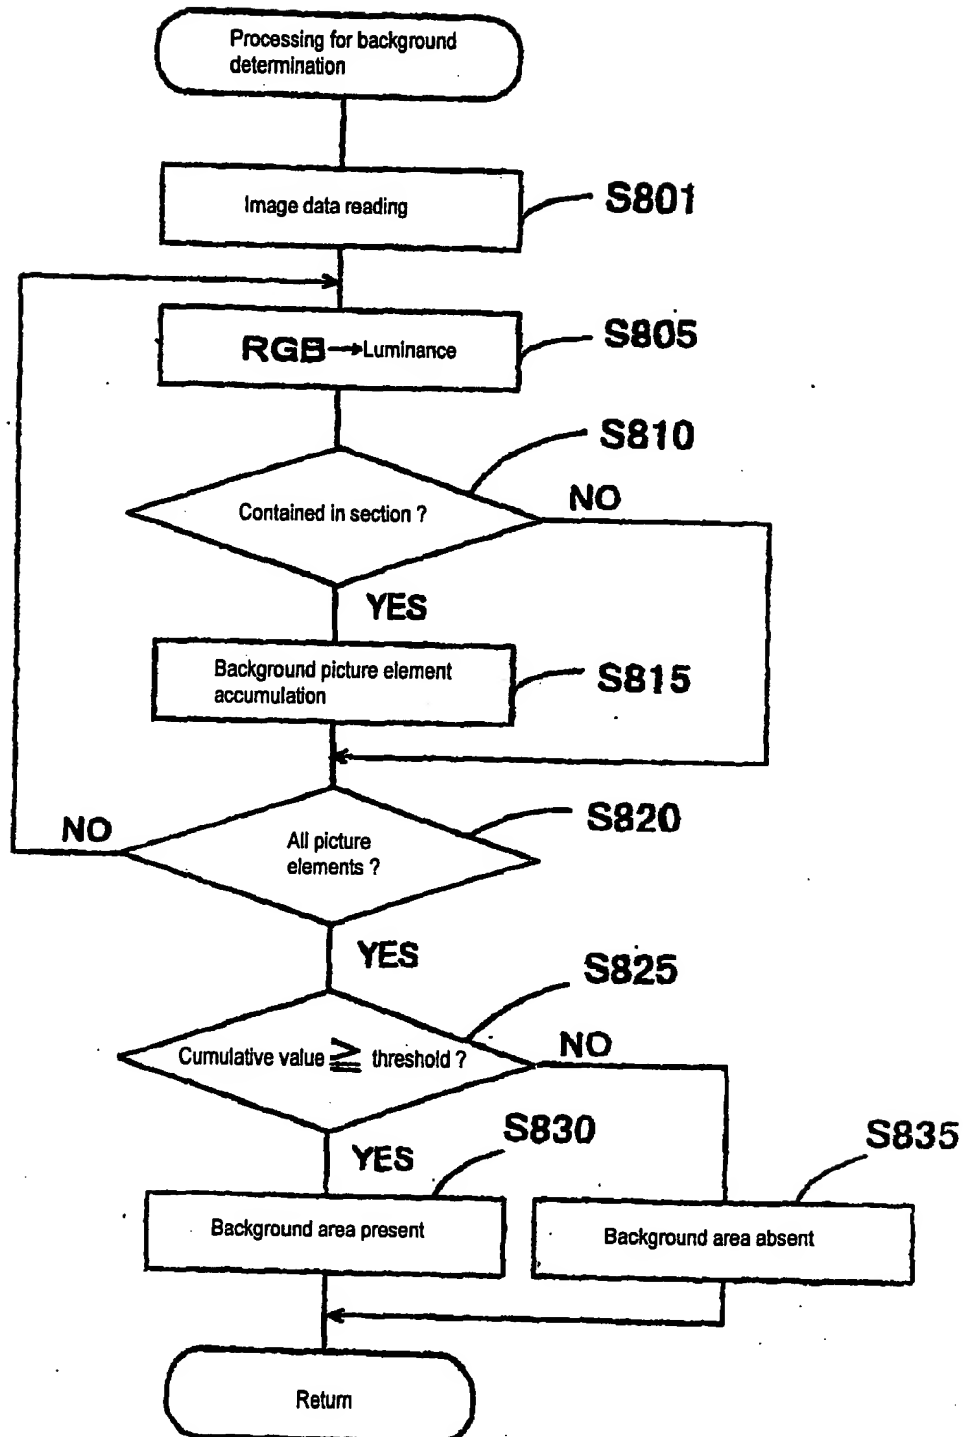 Processing for background
determination
Image data reading
S801
RGB→Luminance
S805
S810
Contained in section ?
NO
YES
Background picture element
accumulation
S815
S820
NO
All picture
elements ?
YES
S825
Cumulative value ≧ threshold ?
NO
YES
S830
S835
Background area present
Background area absent
Return